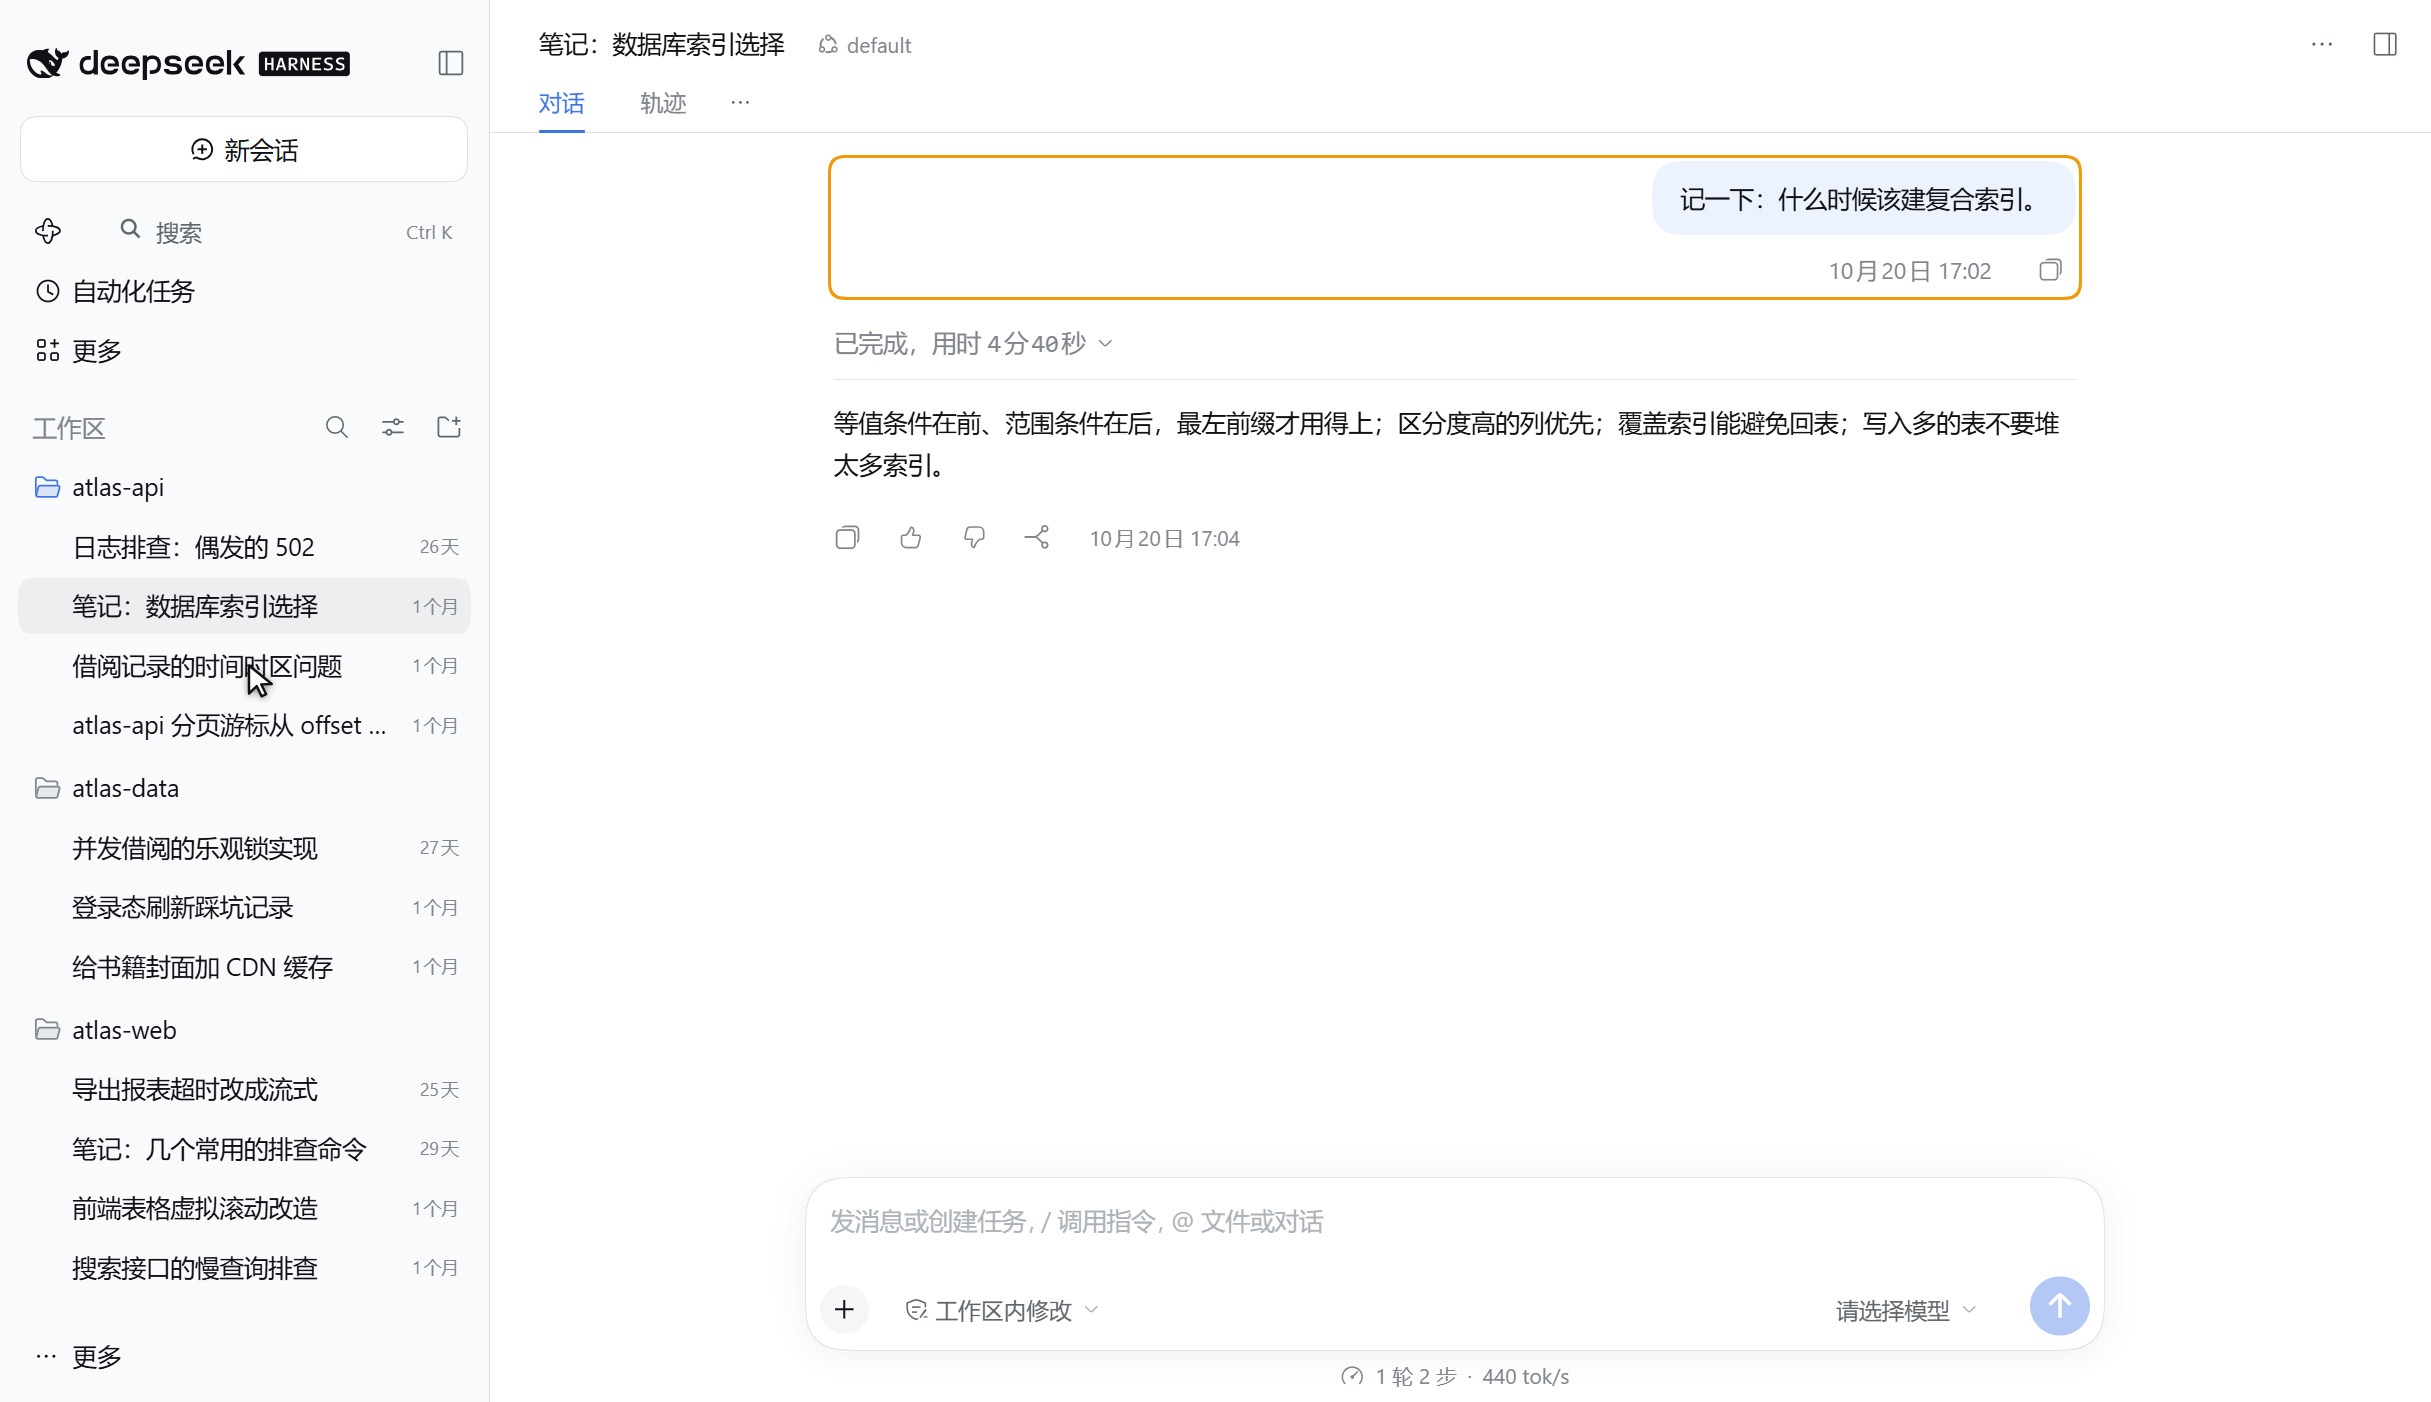 deepseek HARNESS
新会话
搜索 Ctrl K
自动化任务
更多
工作区
atlas-api
日志排查：偶发的 502 26天
笔记：数据库索引选择 1个月
借阅记录的时间时区问题 1个月
atlas-api 分页游标从 offset ... 1个月
atlas-data
并发借阅的乐观锁实现 27天
登录态刷新踩坑记录 1个月
给书籍封面加 CDN 缓存 1个月
atlas-web
导出报表超时改成流式 25天
笔记：几个常用的排查命令 29天
前端表格虚拟滚动改造 1个月
搜索接口的慢查询排查 1个月
更多
笔记：数据库索引选择 default
对话 轨迹
记一下：什么时候该建复合索引。
10月20日 17:02
已完成，用时 4分40秒
等值条件在前、范围条件在后，最左前缀才用得上；区分度高的列优先；覆盖索引能避免回表；写入多的表不要堆
太多索引。
10月20日 17:04
发消息或创建任务, / 调用指令, @ 文件或对话
工作区内修改 请选择模型
1 轮 2 步 · 440 tok/s